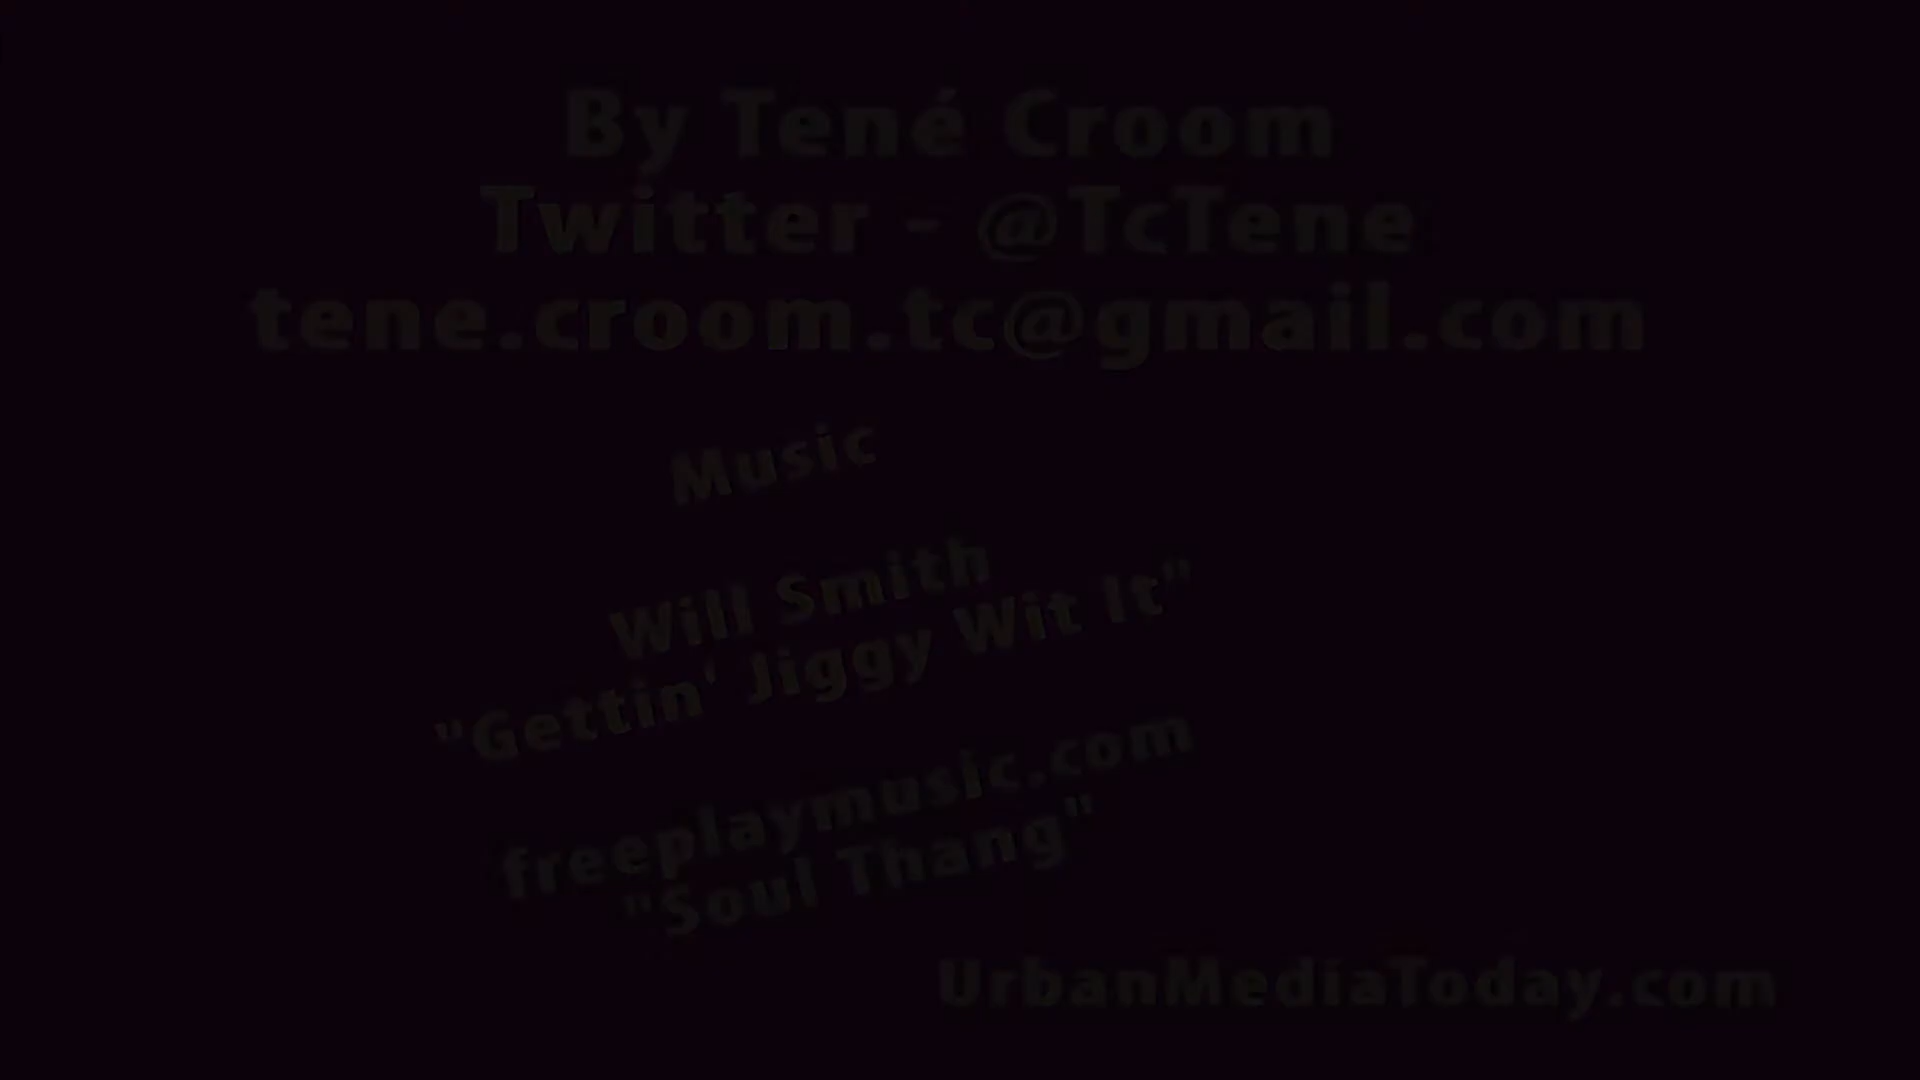 By Tené Croom
Twitter - @TcTene
tene.croom.tc@gmail.com
Music
Will Smith
"Gettin' Jiggy Wit It"
freeplaymusic.com
"Soul Thang"
UrbanMediaToday.com